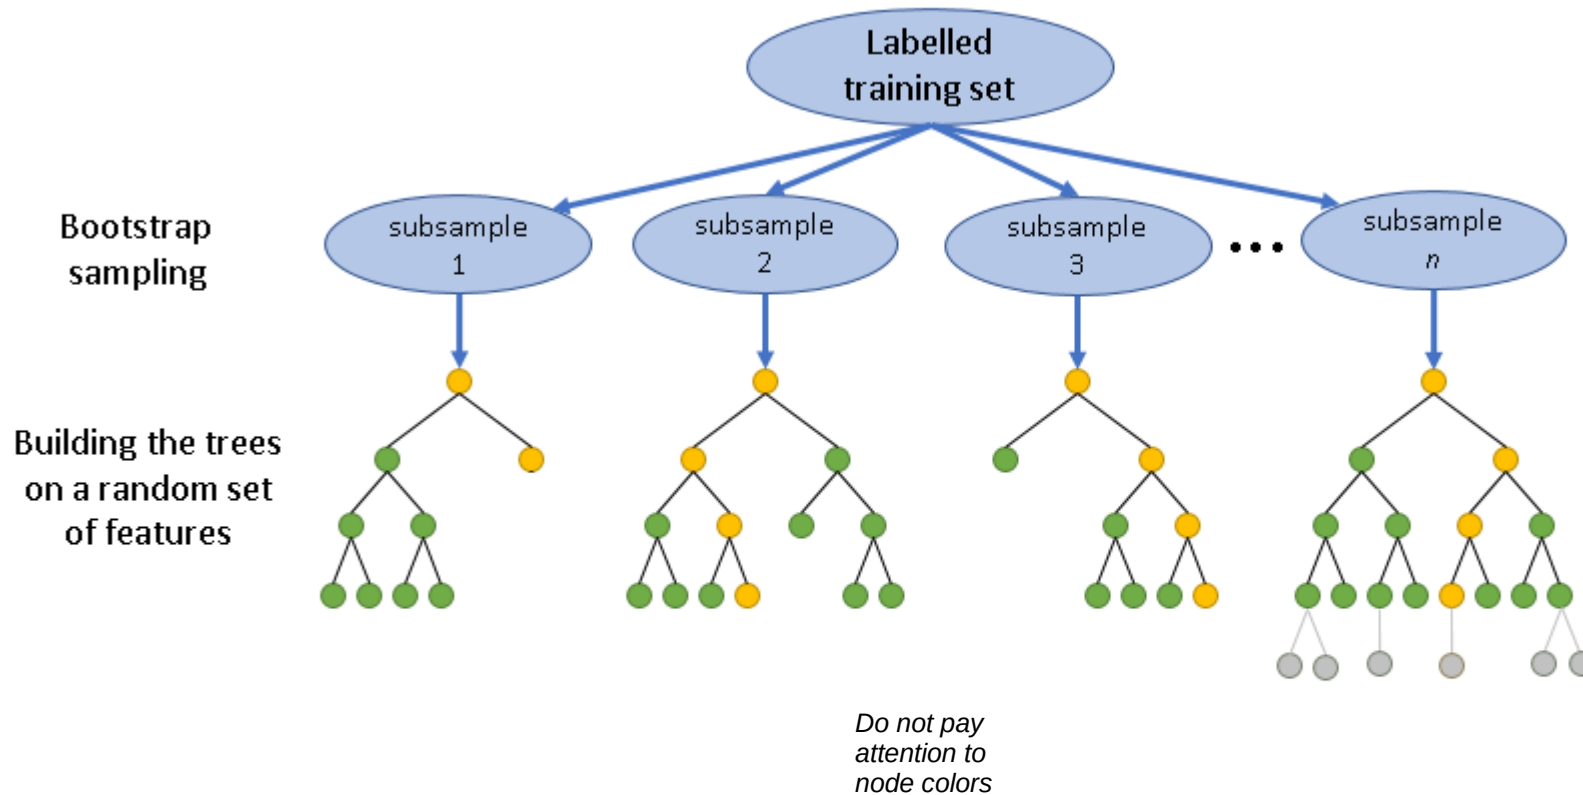 Labelled
training set
Bootstrap
sampling
subsample
1
subsample
2
subsample
3
•••
subsample
n
Building the trees
on a random set
of features
Do not pay
attention to
node colors